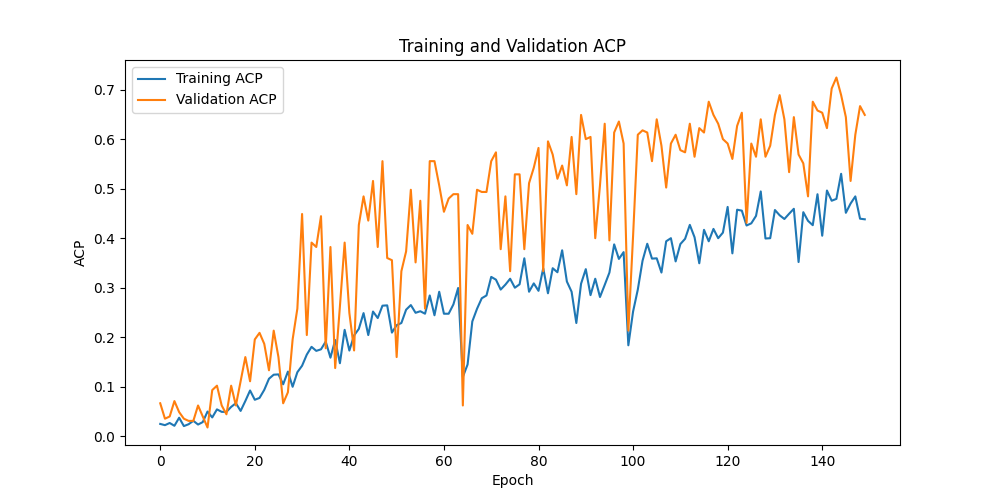 Training and Validation ACP
Training ACP
Validation ACP
ACP
0.7
0.6
0.5
0.4
0.3
0.2
0.1
0.0
0 20 40 60 80 100 120 140
Epoch